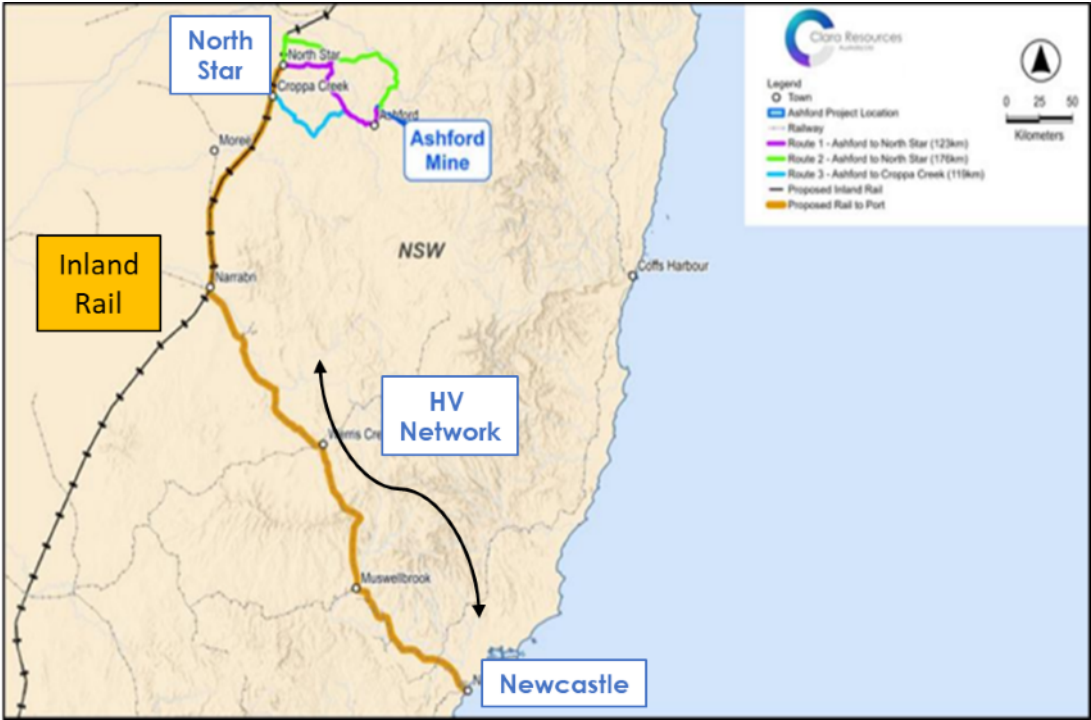 North
Star
North Star
Croppa Creek
Moree
Ashford
Ashford
Mine
Inland
Rail
NSW
Narrabri
Coffs Harbour
HV
Network
Werris Cre
Muswellbrook
N
Newcastle
Clara Resources
Legend
Town
Ashford Project Location
Railway
Route 1 - Ashford to North Star (123km)
Route 2 - Ashford to North Star (176km)
Route 3 - Ashford to Croppa Creek (119km)
Proposed Inland Rail
Proposed Rail to Port
0 25 50
Kilometers